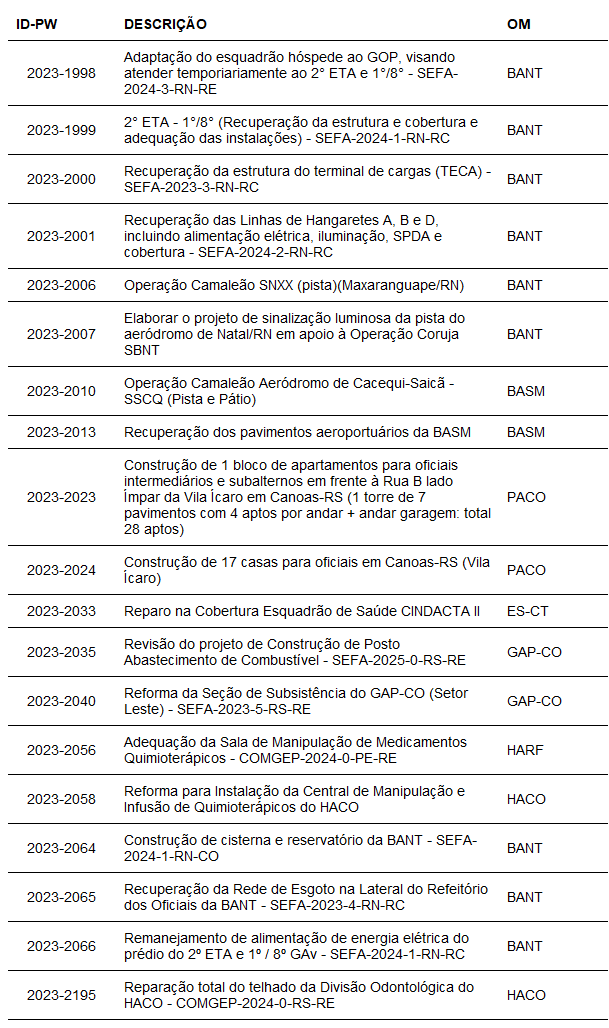 ID-PW DESCRIÇÃO OM
2023-1998 Adaptação do esquadrão hóspede ao GOP, visando
atender temporiariamente ao 2° ETA e 1°/8° - SEFA-
2024-3-RN-RE BANT
2023-1999 2° ETA - 1°/8° (Recuperação da estrutura e cobertura e
adequação das instalações) - SEFA-2024-1-RN-RC BANT
2023-2000 Recuperação da estrutura do terminal de cargas (TECA) -
SEFA-2023-3-RN-RC BANT
2023-2001 Recuperação das Linhas de Hangaretes A, B e D,
incluindo alimentação elétrica, iluminação, SPDA e
cobertura - SEFA-2024-2-RN-RC BANT
2023-2006 Operação Camaleão SNXX (pista)(Maxaranguape/RN) BANT
2023-2007 Elaborar o projeto de sinalização luminosa da pista do
aeródromo de Natal/RN em apoio à Operação Coruja
SBNT BANT
2023-2010 Operação Camaleão Aeródromo de Cacequi-Saicã -
SSCQ (Pista e Pátio) BASM
2023-2013 Recuperação dos pavimentos aeroportuários da BASM BASM
2023-2023 Construção de 1 bloco de apartamentos para oficiais
intermediários e subalternos em frente à Rua B lado
Ímpar da Vila Ícaro em Canoas-RS (1 torre de 7
pavimentos com 4 aptos por andar + andar garagem: total
28 aptos) PACO
2023-2024 Construção de 17 casas para oficiais em Canoas-RS (Vila
Ícaro) PACO
2023-2033 Reparo na Cobertura Esquadrão de Saúde CINDACTA II ES-CT
2023-2035 Revisão do projeto de Construção de Posto
Abastecimento de Combustível - SEFA-2025-0-RS-RE GAP-CO
2023-2040 Reforma da Seção de Subsistência do GAP-CO (Setor
Leste) - SEFA-2023-5-RS-RE GAP-CO
2023-2056 Adequação da Sala de Manipulação de Medicamentos
Quimioterápicos - COMGEP-2024-0-PE-RE HARF
2023-2058 Reforma para Instalação da Central de Manipulação e
Infusão de Quimioterápicos do HACO HACO
2023-2064 Construção de cisterna e reservatório da BANT - SEFA-
2024-1-RN-CO BANT
2023-2065 Recuperação da Rede de Esgoto na Lateral do Refeitório
dos Oficiais da BANT - SEFA-2023-4-RN-RC BANT
2023-2066 Remanejamento de alimentação de energia elétrica do
prédio do 2º ETA e 1º / 8º GAv - SEFA-2024-1-RN-RC BANT
2023-2195 Reparação total do telhado da Divisão Odontológica do
HACO - COMGEP-2024-0-RS-RE HACO